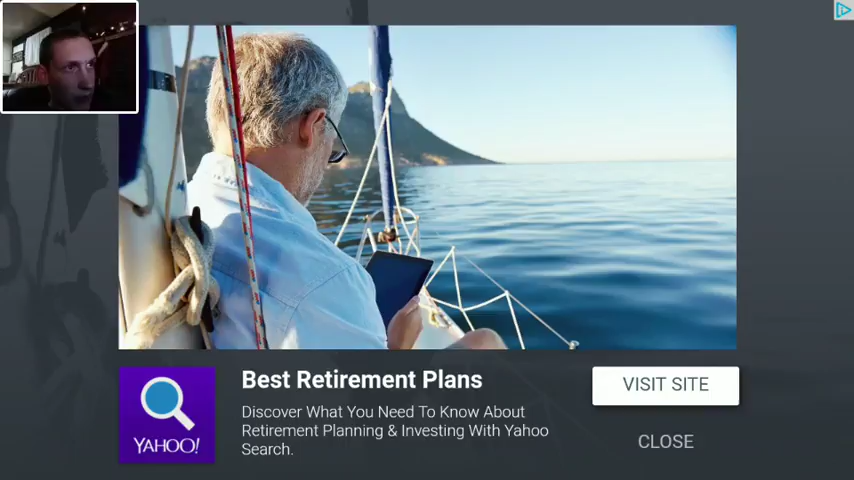 Best Retirement Plans
Discover What You Need To Know About
Retirement Planning & Investing With Yahoo
Search.
YAHOO!
VISIT SITE
CLOSE